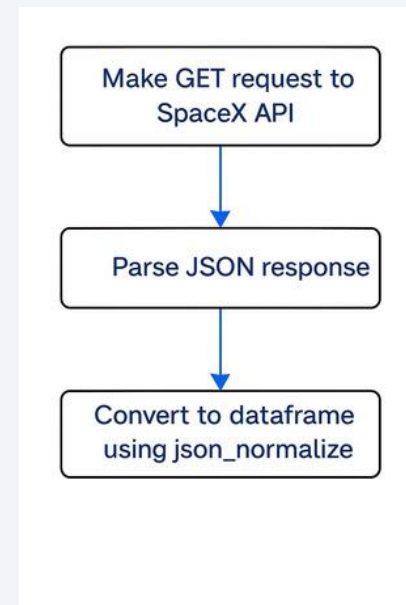 Make GET request to
SpaceX API
Parse JSON response
Convert to dataframe
using json_normalize